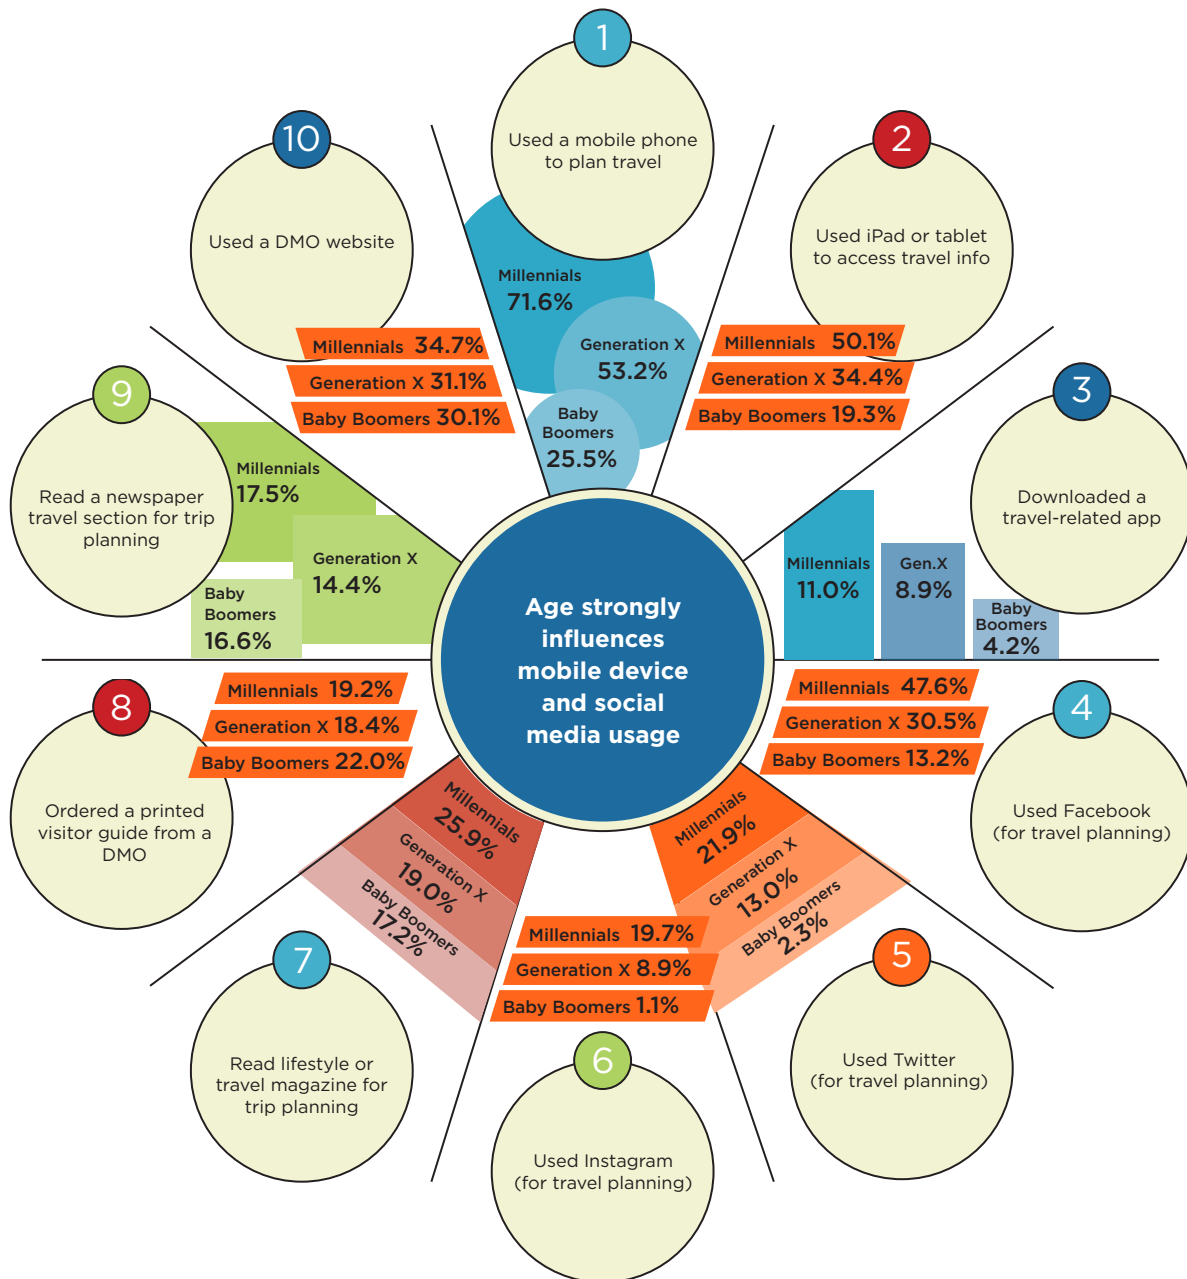 1
Used a mobile phone
to plan travel
Millennials
71.6%
Generation X
53.2%
Baby
Boomers
25.5%
2
Used iPad or tablet
to access travel info
Millennials 50.1%
Generation X 34.4%
Baby Boomers 19.3%
3
Downloaded a
travel-related app
Millennials
11.0%
Gen.X
8.9%
Baby
Boomers
4.2%
4
Used Facebook
(for travel planning)
Millennials 47.6%
Generation X 30.5%
Baby Boomers 13.2%
5
Used Twitter
(for travel planning)
Millennials
21.9%
Generation X
13.0%
Baby Boomers
2.3%
6
Used Instagram
(for travel planning)
Millennials 19.7%
Generation X 8.9%
Baby Boomers 1.1%
7
Read lifestyle or
travel magazine for
trip planning
Millennials
25.9%
Generation X
19.0%
Baby Boomers
17.2%
8
Ordered a printed
visitor guide from a
DMO
Millennials 19.2%
Generation X 18.4%
Baby Boomers 22.0%
9
Read a newspaper
travel section for trip
planning
Millennials
17.5%
Generation X
14.4%
Baby
Boomers
16.6%
10
Used a DMO website
Millennials 34.7%
Generation X 31.1%
Baby Boomers 30.1%
Age strongly
influences
mobile device
and social
media usage